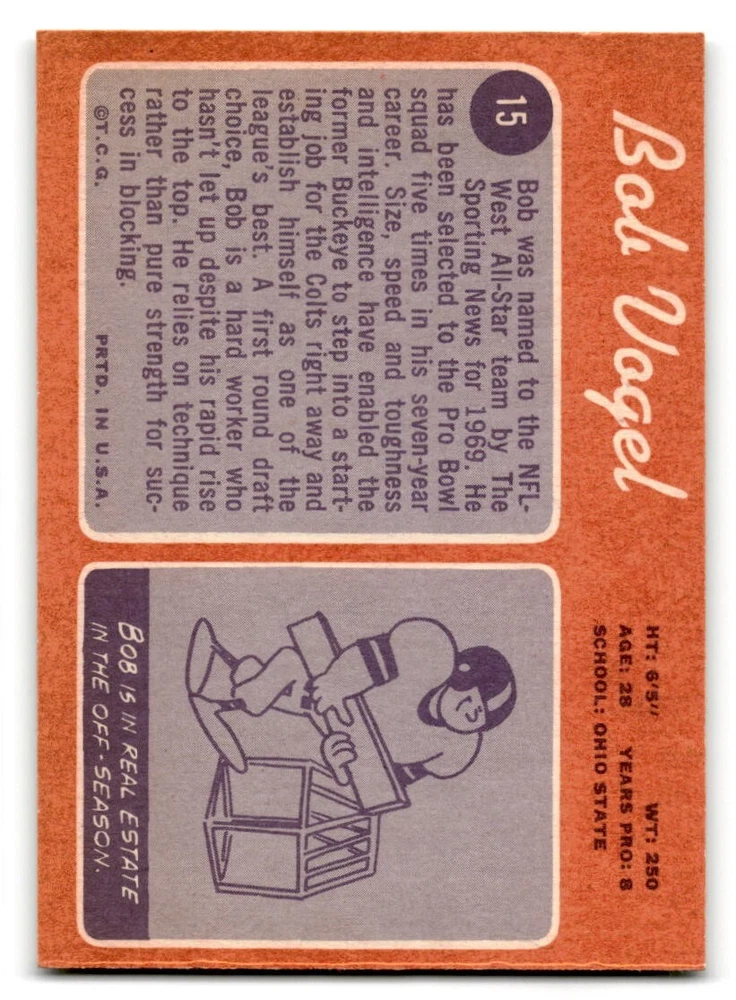 Bob Vogel
HT: 6'5" WT: 250
AGE: 28 YEARS PRO: 8
SCHOOL: OHIO STATE
15
Bob was named to the NFL-
West All-Star team by The
Sporting News for 1969. He
has been selected to the Pro Bowl
squad five times in his seven-year
career. Size, speed and toughness
and intelligence have enabled the
former Buckeye to step into a start-
ing job for the Colts right away and
establish himself as one of the
league's best. A first round draft
choice, Bob is a hard worker who
hasn't let up despite his rapid rise
to the top. He relies on technique
rather than pure strength for suc-
cess in blocking.
©T.C.G. PRTD. IN U.S.A.
BOB IS IN REAL ESTATE
IN THE OFF-SEASON.